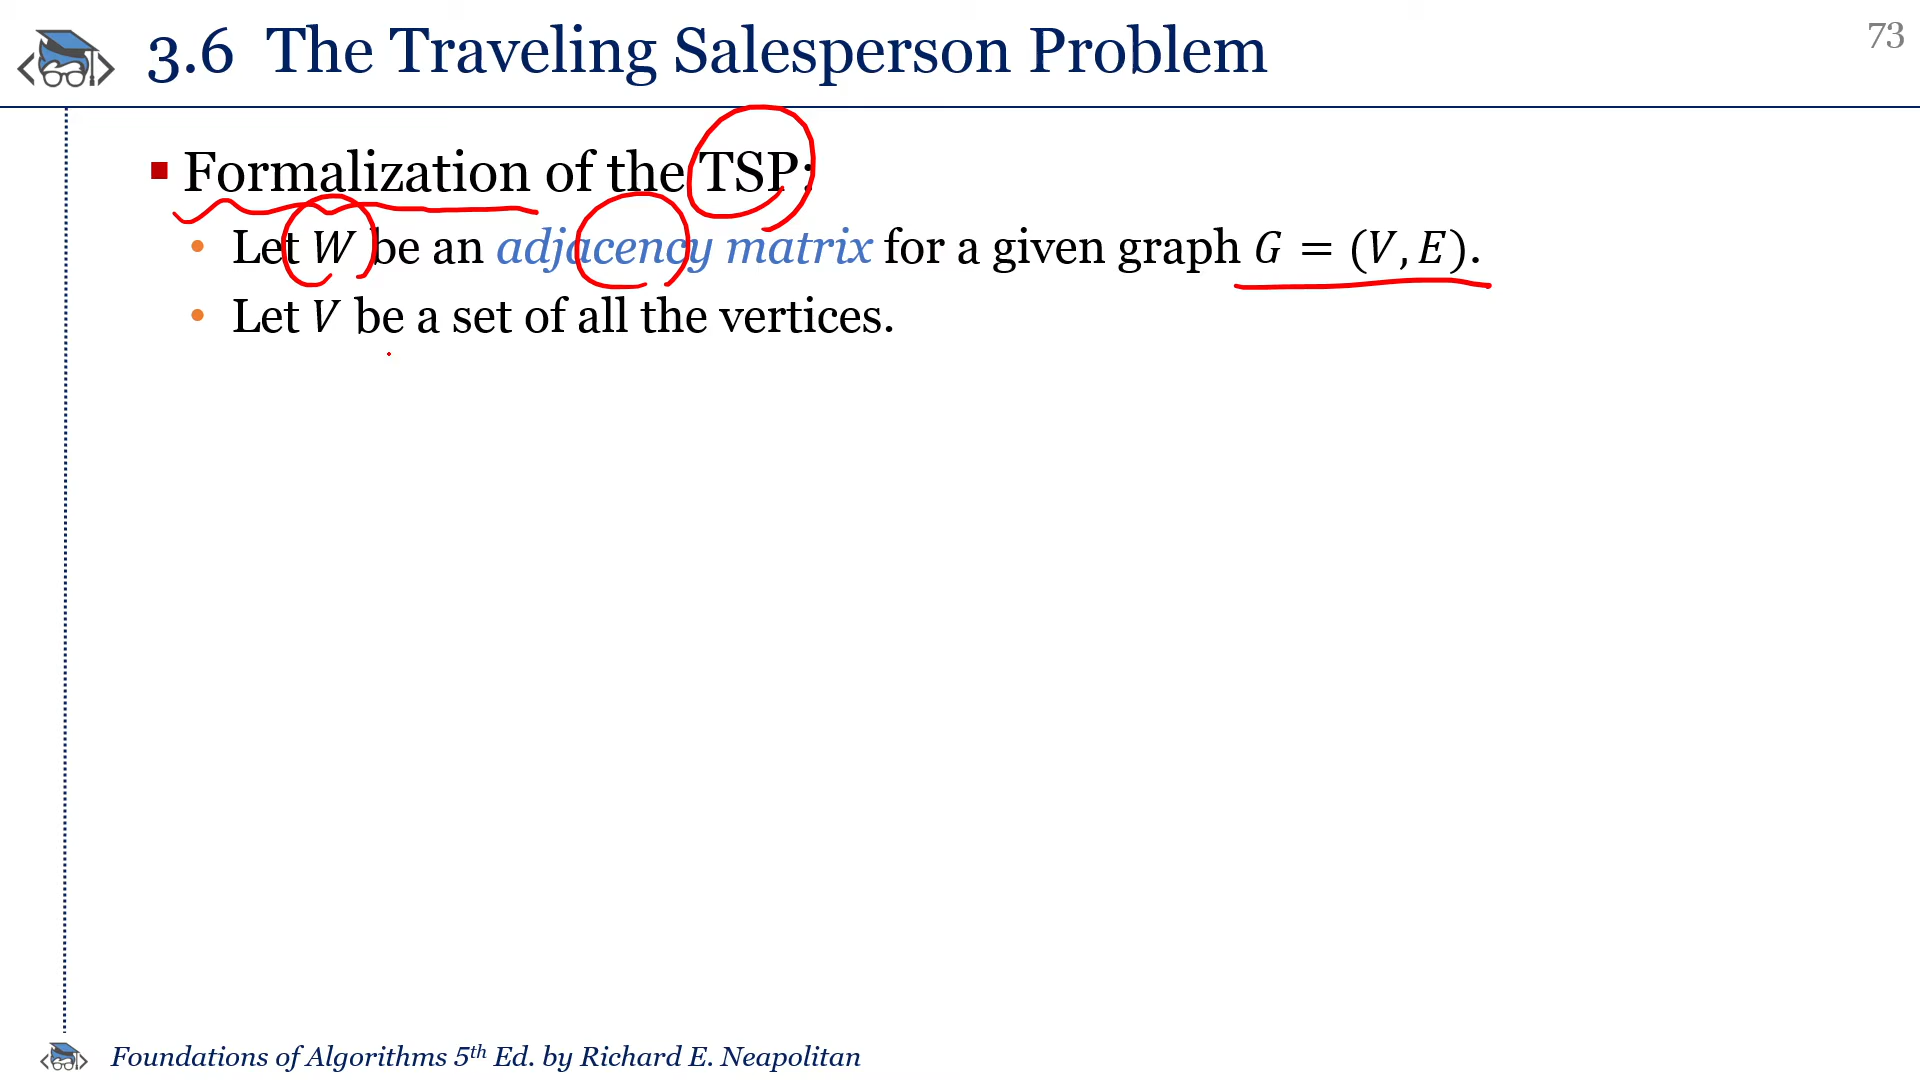 3.6 The Traveling Salesperson Problem
73
Formalization of the TSP:
Let W be an adjacency matrix for a given graph G = (V, E).
Let V be a set of all the vertices.
Foundations of Algorithms 5th Ed. by Richard E. Neapolitan